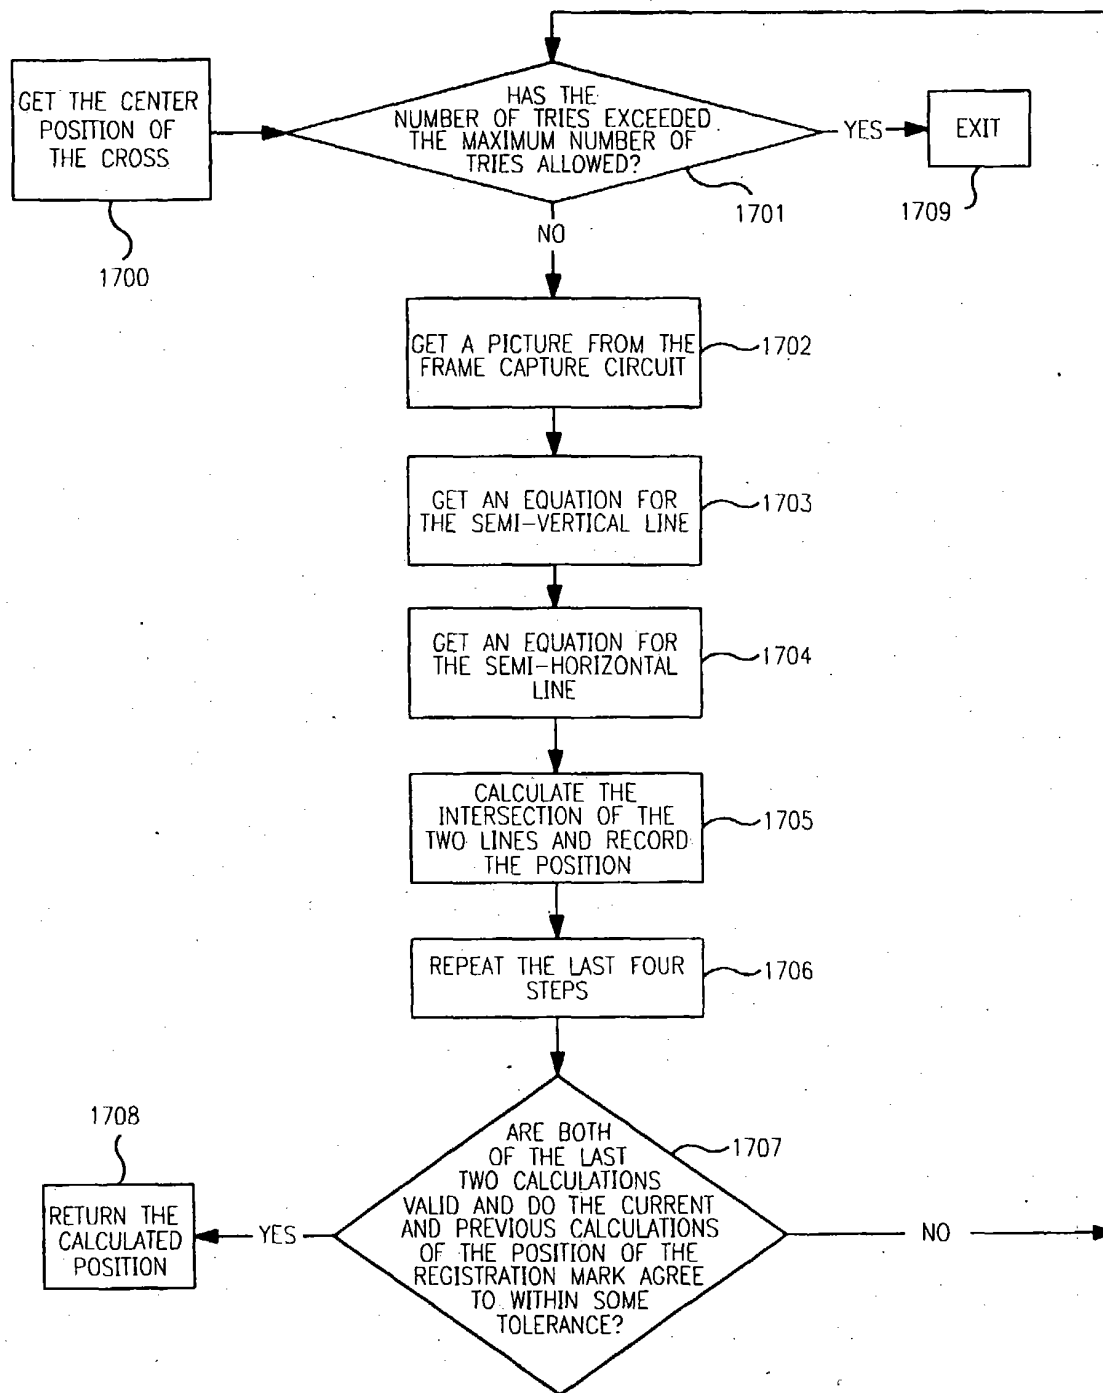 GET THE CENTER
POSITION OF
THE CROSS
1700
HAS THE
NUMBER OF TRIES EXCEEDED
THE MAXIMUM NUMBER OF
TRIES ALLOWED?
1701
YES
EXIT
1709
NO
GET A PICTURE FROM THE
FRAME CAPTURE CIRCUIT
1702
GET AN EQUATION FOR
THE SEMI-VERTICAL LINE
1703
GET AN EQUATION FOR
THE SEMI-HORIZONTAL
LINE
1704
CALCULATE THE
INTERSECTION OF THE
TWO LINES AND RECORD
THE POSITION
1705
REPEAT THE LAST FOUR
STEPS
1706
ARE BOTH
OF THE LAST
TWO CALCULATIONS
VALID AND DO THE CURRENT
AND PREVIOUS CALCULATIONS
OF THE POSITION OF THE
REGISTRATION MARK AGREE
TO WITHIN SOME
TOLERANCE?
1707
YES
1708
RETURN THE
CALCULATED
POSITION
NO